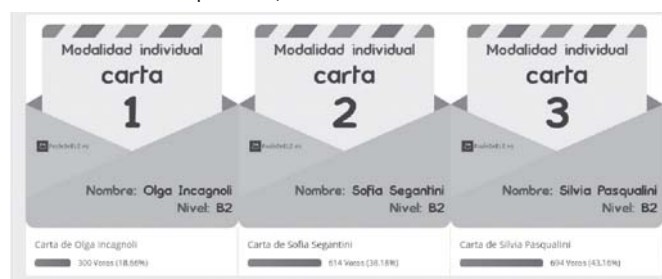 Modalidad individual
carta
1
Nombre: Olga Incagnoli
Nivel: B2
Carta de Olga Incagnoli
300 Votos (18.66%)
Modalidad individual
carta
2
Nombre: Sofia Segantini
Nivel: B2
Carta de Sofia Segantini
614 Votos (38.18%)
Modalidad individual
carta
3
Nombre: Silvia Pasqualini
Nivel: B2
Carta de Silvia Pasqualini
694 Votos (43.16%)